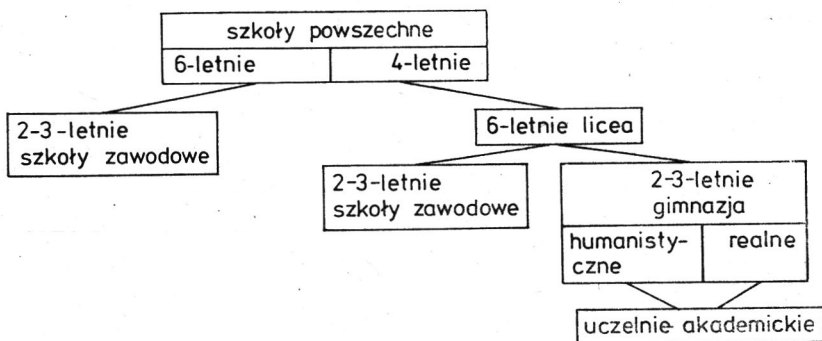 szkoły powszechne
6-letnie 4-letnie
2-3-letnie
szkoły zawodowe
6-letnie licea
2-3-letnie
szkoły zawodowe
2-3-letnie
gimnazja
humanisty-
czne
realne
uczelnie akademickie